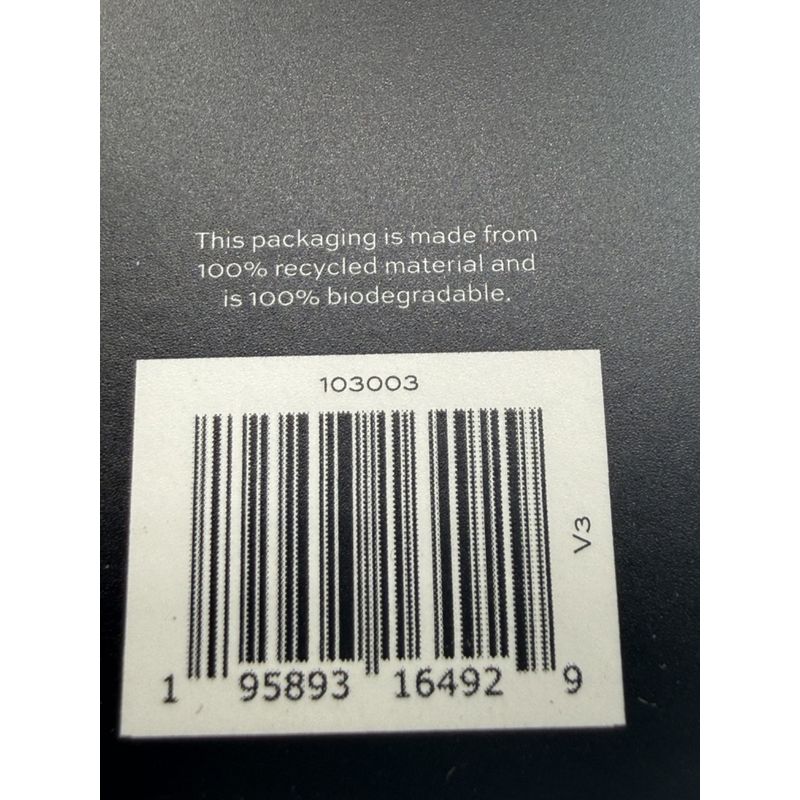 This packaging is made from
100% recycled material and
is 100% biodegradable.
103003
V3
1 95893 16492 9